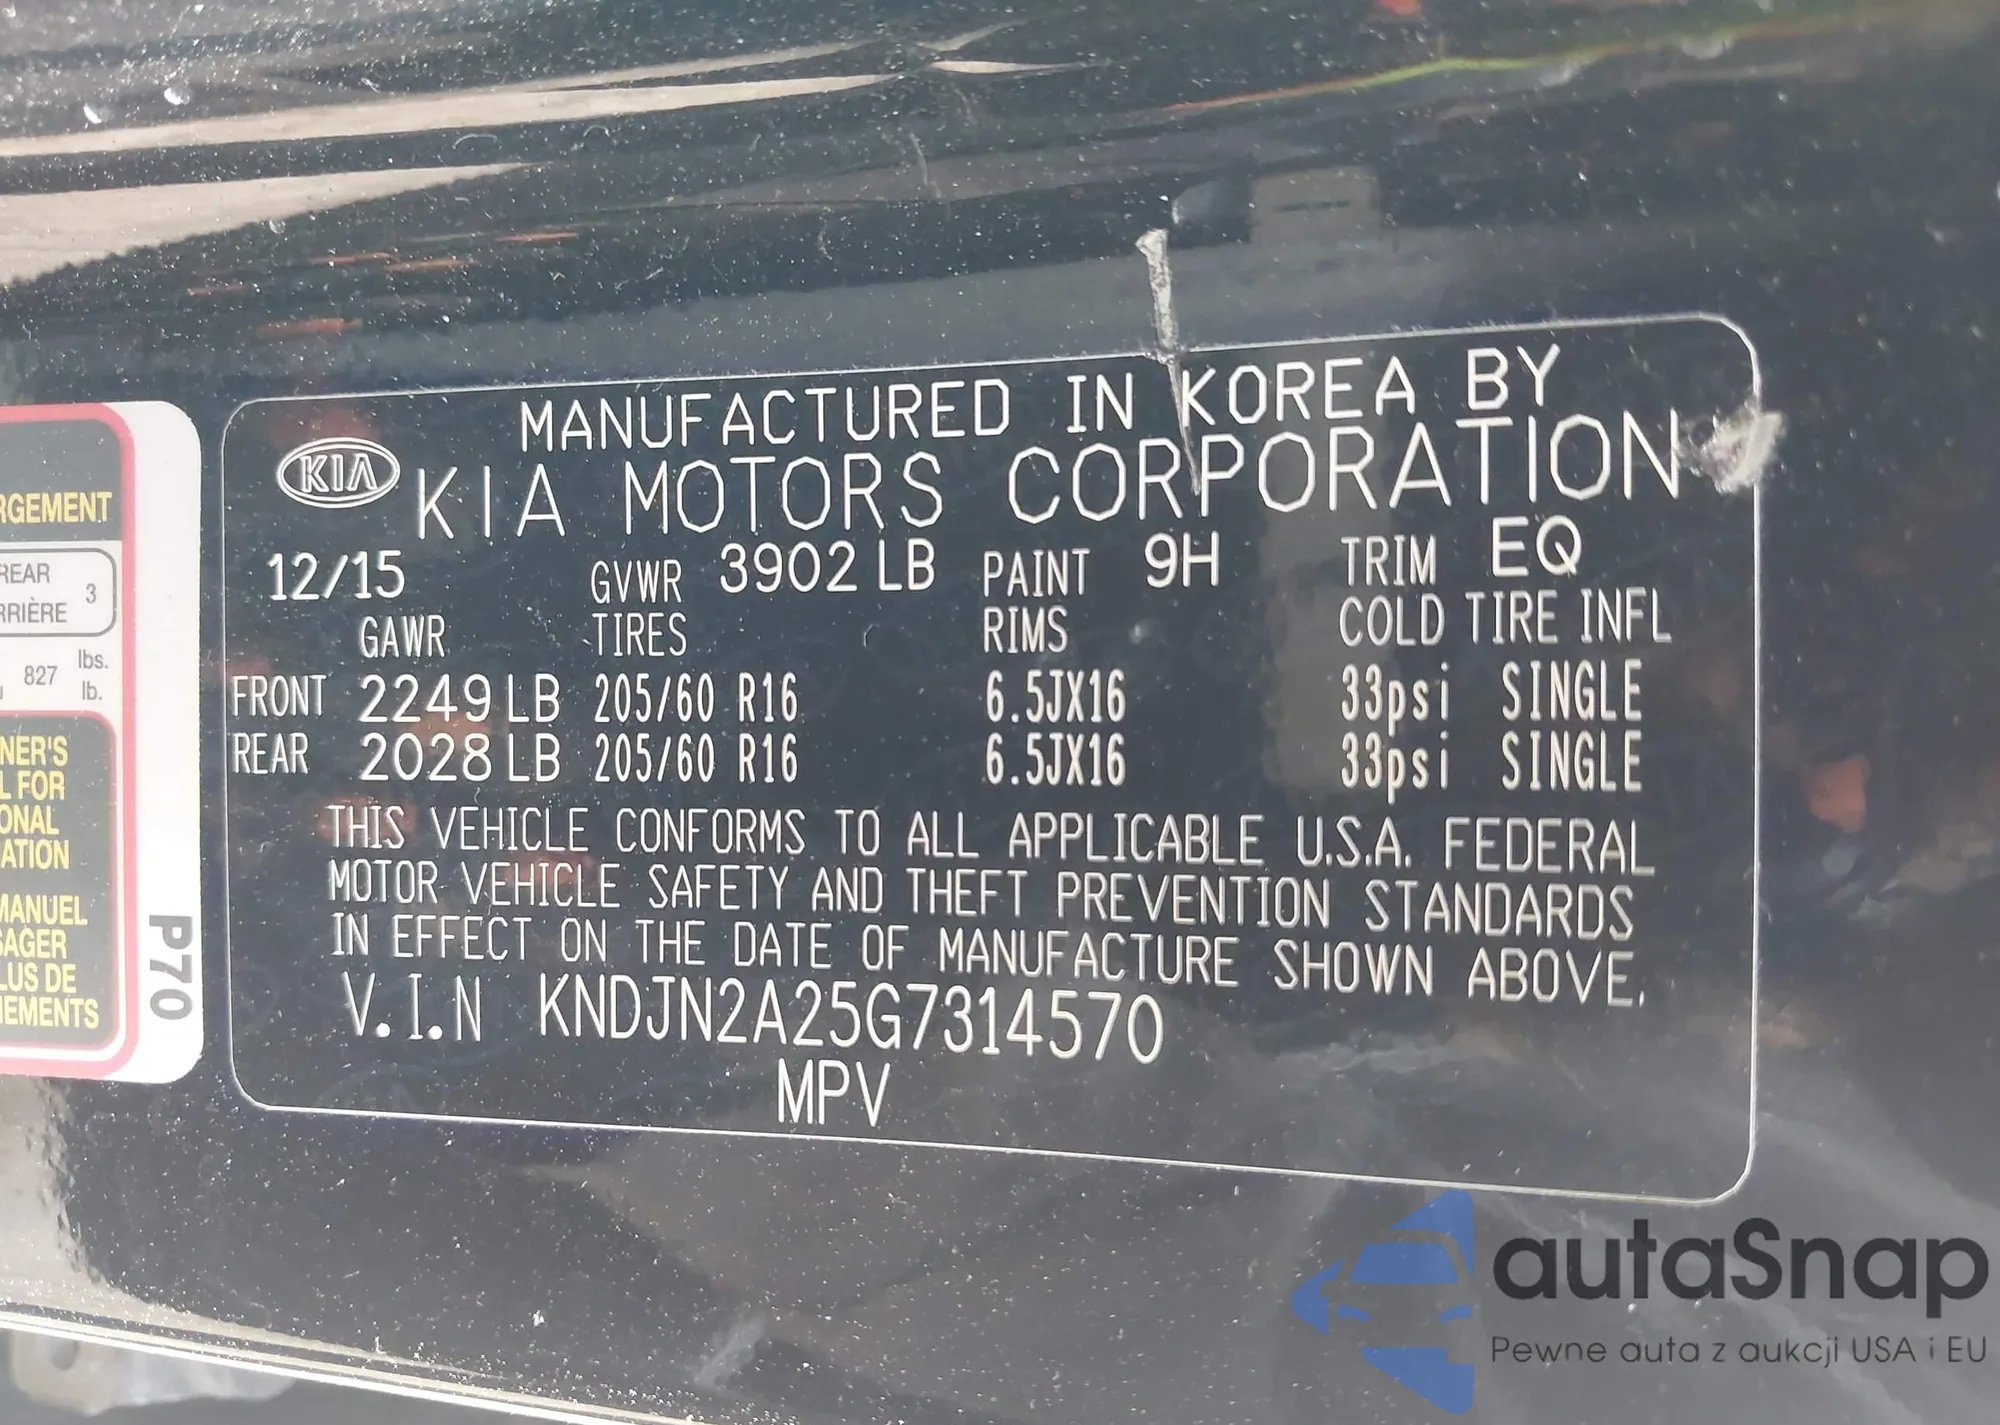 RGEMENT
REAR
RRIÈRE 3
827 lbs.
lb.
NER'S
L FOR
ONAL
ATION
MANUEL
SAGER
LUS DE
IEMENTS
P70
MANUFACTURED IN KOREA BY
KIA KIA MOTORS CORPORATION
12/15 GVWR 3902 LB PAINT 9H TRIM EQ
GAWR TIRES RIMS COLD TIRE INFL
FRONT 2249 LB 205/60 R16 6.5JX16 33psi SINGLE
REAR 2028 LB 205/60 R16 6.5JX16 33psi SINGLE
THIS VEHICLE CONFORMS TO ALL APPLICABLE U.S.A. FEDERAL
MOTOR VEHICLE SAFETY AND THEFT PREVENTION STANDARDS
IN EFFECT ON THE DATE OF MANUFACTURE SHOWN ABOVE.
V.I.N KNDJN2A25G7314570
MPV
autaSnap
Pewne auta z aukcji USA i EU